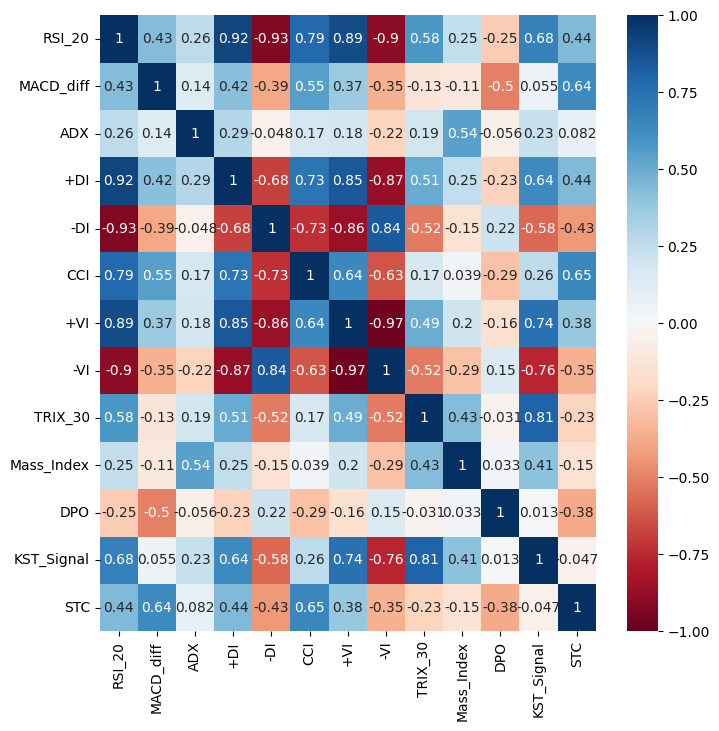 RSI_20 1 0.43 0.26 0.92 -0.93 0.79 0.89 -0.9 0.58 0.25 -0.25 0.68 0.44
MACD_diff 0.43 1 0.14 0.42 -0.39 0.55 0.37 -0.35 -0.13 -0.11 -0.5 0.055 0.64
ADX 0.26 0.14 1 0.29 -0.048 0.17 0.18 -0.22 0.19 0.54 -0.056 0.23 0.082
+DI 0.92 0.42 0.29 1 -0.68 0.73 0.85 -0.87 0.51 0.25 -0.23 0.64 0.44
-DI -0.93 -0.39 -0.048 -0.68 1 -0.73 -0.86 0.84 -0.52 -0.15 0.22 -0.58 -0.43
CCI 0.79 0.55 0.17 0.73 -0.73 1 0.64 -0.63 0.17 0.039 -0.29 0.26 0.65
+VI 0.89 0.37 0.18 0.85 -0.86 0.64 1 -0.97 0.49 0.2 -0.16 0.74 0.38
-VI -0.9 -0.35 -0.22 -0.87 0.84 -0.63 -0.97 1 -0.52 -0.29 0.15 -0.76 -0.35
TRIX_30 0.58 -0.13 0.19 0.51 -0.52 0.17 0.49 -0.52 1 0.43 -0.031 0.81 -0.23
Mass_Index 0.25 -0.11 0.54 0.25 -0.15 0.039 0.2 -0.29 0.43 1 0.033 0.41 -0.15
DPO -0.25 -0.5 -0.056 -0.23 0.22 -0.29 -0.16 0.15 -0.031 0.033 1 0.013 -0.38
KST_Signal 0.68 0.055 0.23 0.64 -0.58 0.26 0.74 -0.76 0.81 0.41 0.013 1 -0.047
STC 0.44 0.64 0.082 0.44 -0.43 0.65 0.38 -0.35 -0.23 -0.15 -0.38 -0.047 1
RSI_20 MACD_diff ADX +DI -DI CCI +VI -VI TRIX_30 Mass_Index DPO KST_Signal STC
1.00
0.75
0.50
0.25
0.00
−0.25
−0.50
−0.75
−1.00